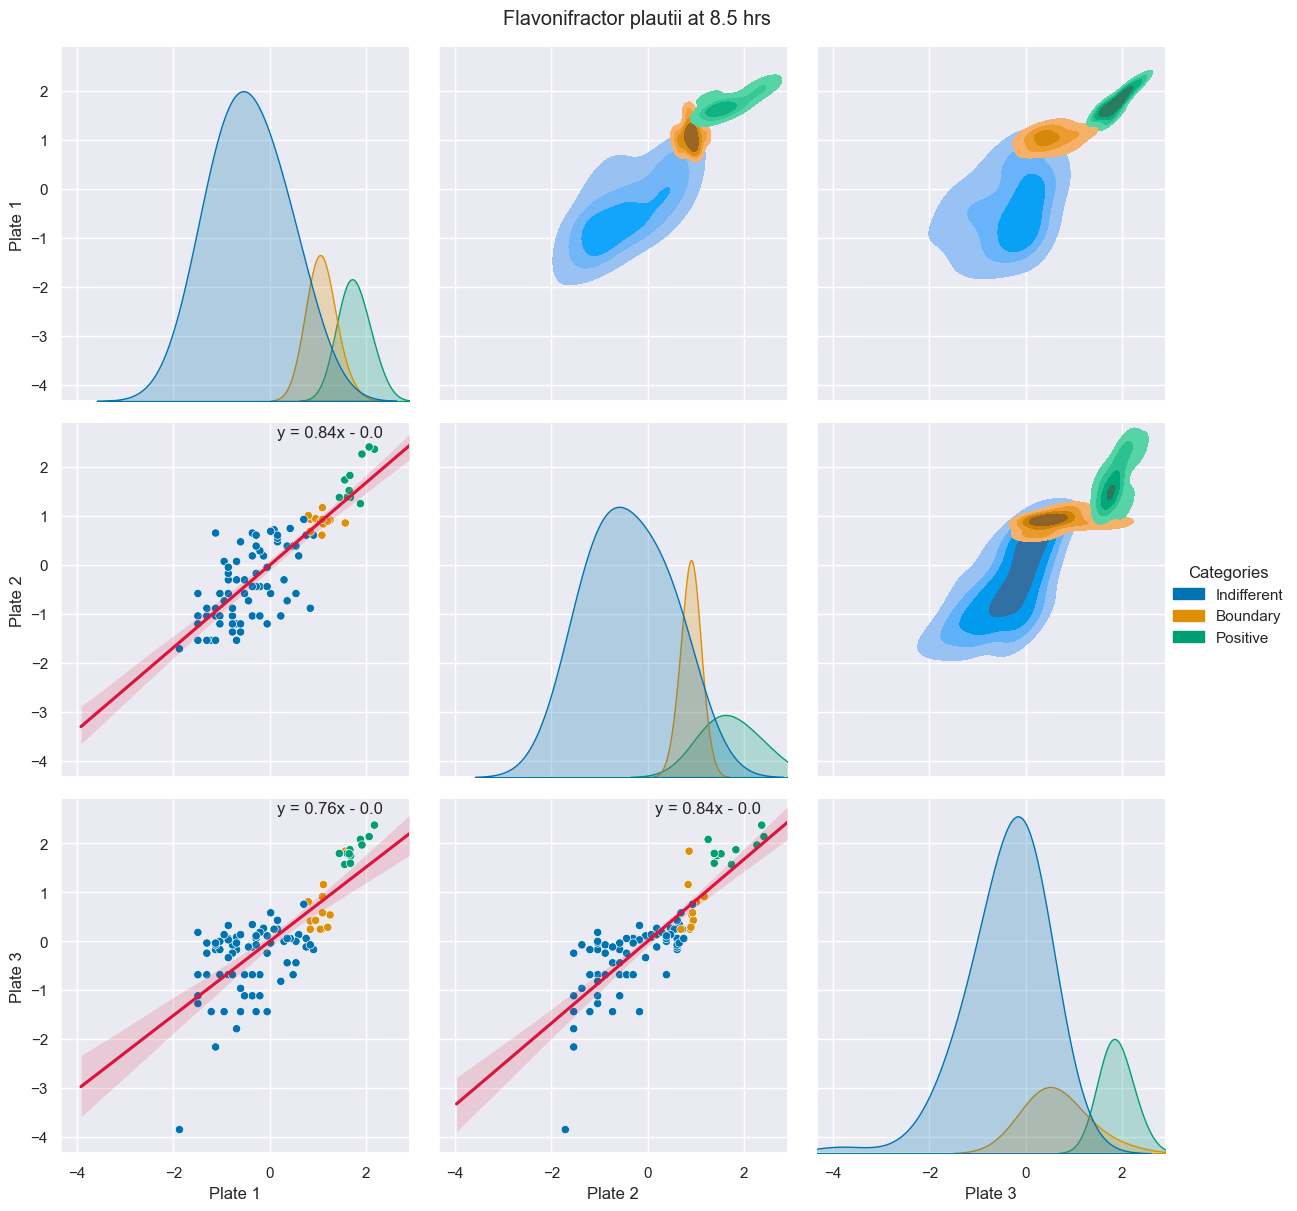 Flavonifractor plautii at 8.5 hrs
2
1
0
−1
−2
−3
−4
Plate 1
y = 0.84x - 0.0
2
1
0
−1
−2
−3
−4
Plate 2
Categories
Indifferent
Boundary
Positive
y = 0.76x - 0.0
y = 0.84x - 0.0
2
1
0
−1
−2
−3
−4
Plate 3
−4 −2 0 2
−4 −2 0 2
−4 −2 0 2
Plate 1
Plate 2
Plate 3